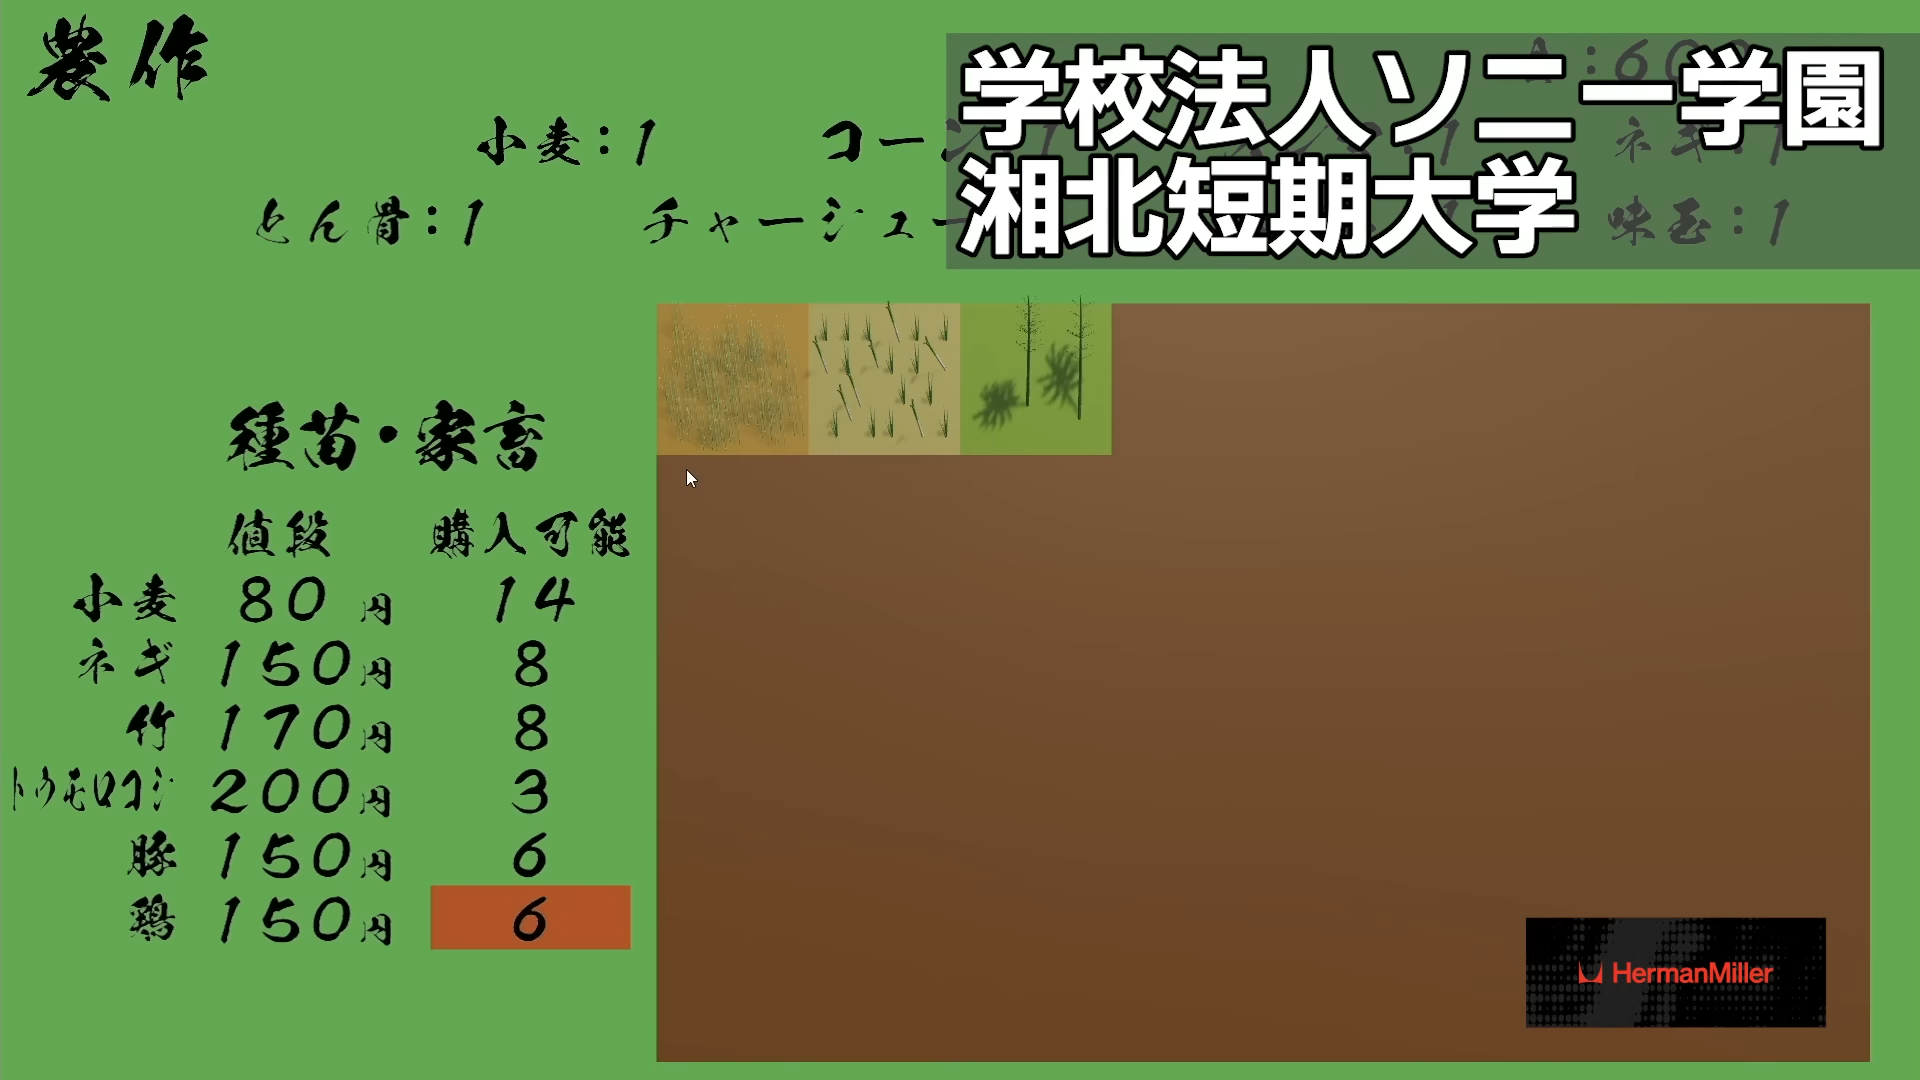 農作
学校法人ソニー学園
湘北短期大学
小麦：1
コーン
ネギ：1
とん骨：1
チャーシュー
味玉：1
種苗・家畜
値段 購入可能
小麦 80円 14
ネギ 150円 8
竹 170円 8
トウモロコシ 200円 3
豚 150円 6
鶏 150円 6
HermanMiller